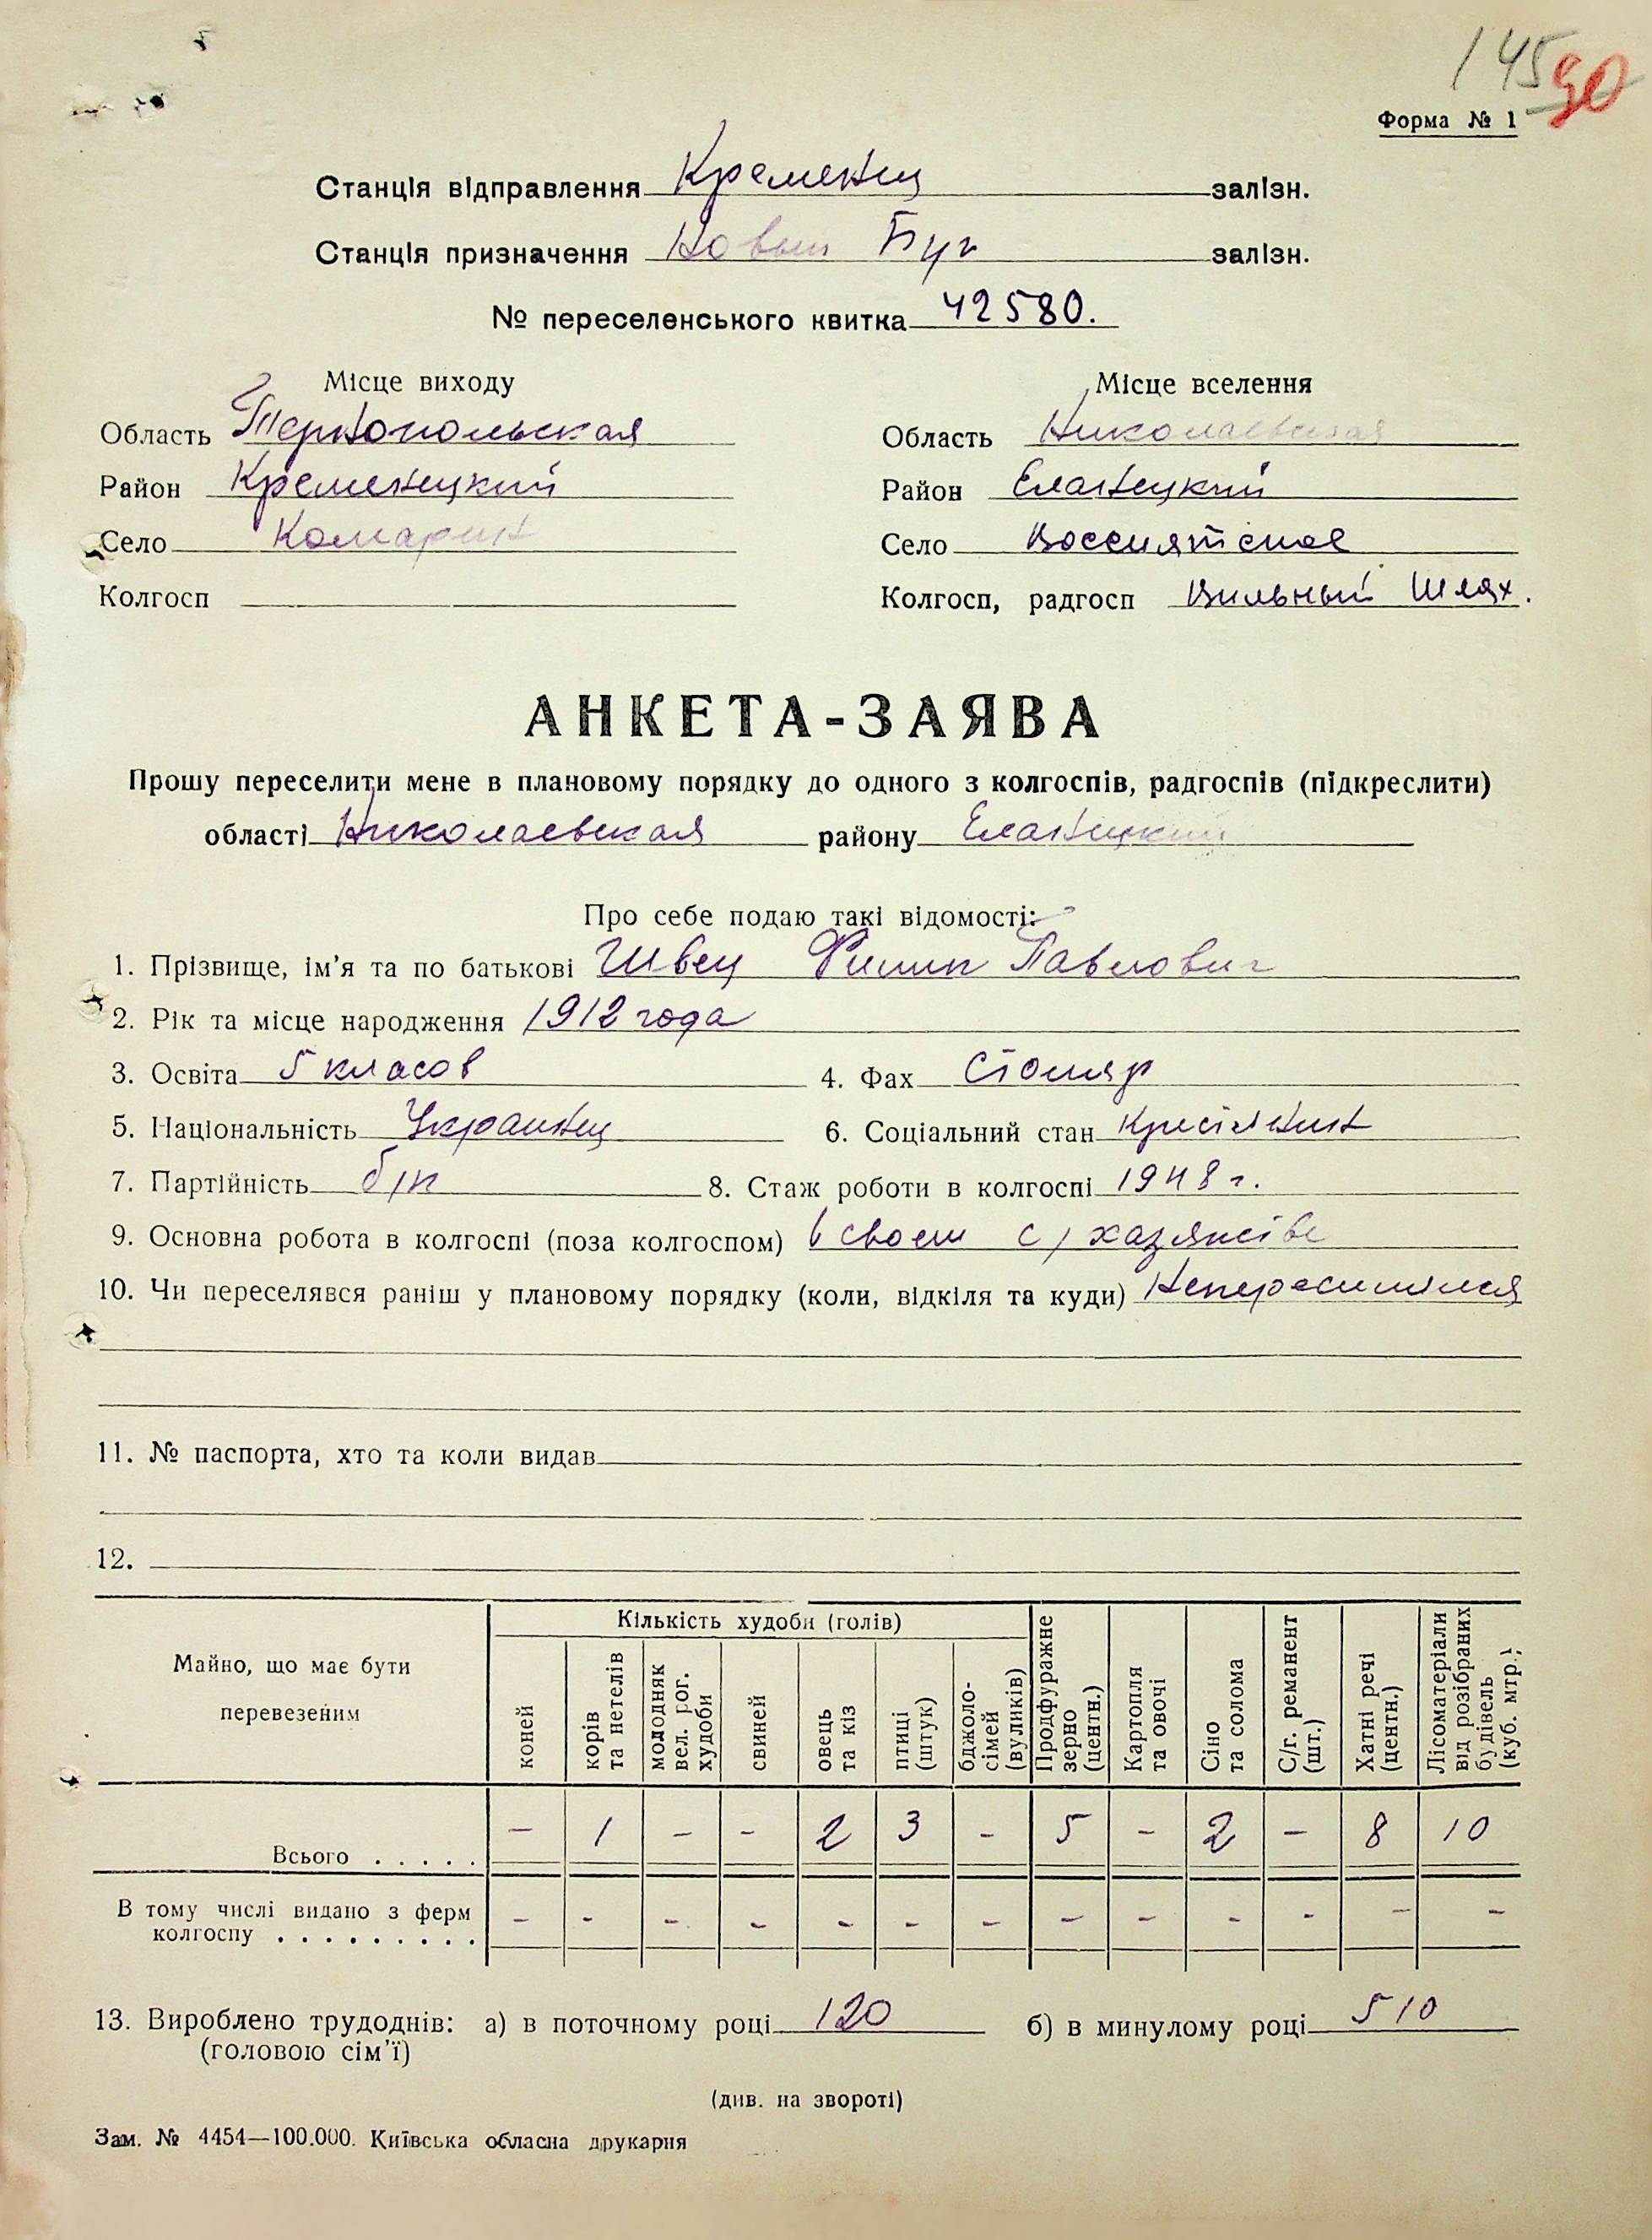 145 90
Форма № 1
Станція відправлення Кременец залізн.
Станція призначення Новый Буг залізн.
№ переселенського квитка 42580.
Місце виходу Місце вселення
Область Тернопольская Область Николаевская
Район Кременецкий Район Еланецкий
Село Комарин Село Воссиятское
Колгосп Колгосп, радгосп Вильный Шлях.
АНКЕТА-ЗАЯВА
Прошу переселити мене в плановому порядку до одного з колгоспів, радгоспів (підкреслити)
області Николаевская району Еланецкий
Про себе подаю такі відомості:
1. Прізвище, ім’я та по батькові Швец Филип Павлович
2. Рік та місце народження 1912 года
3. Освіта 5 класов 4. Фах Столяр
5. Національність Украинец 6. Соціальний стан Кристянин
7. Партійність б/п 8. Стаж роботи в колгоспі 1948 г.
9. Основна робота в колгоспі (поза колгоспом) в своем с/хазяистве
10. Чи переселявся раніш у плановому порядку (коли, відкіля та куди) Непереселялся
11. № паспорта, хто та коли видав
12.
Майно, що має бути перевезеним
Кількість худоби (голів)
коней
корів та нетелів
молодняк вел. рог. худоби
свиней
овець та кіз
птиці (штук)
бджоло-сімей (вуликів)
Продфуражне зерно (центн.)
Картопля та овочі
Сіно та солома
С/г. реманент (шт.)
Хатні речі (центн.)
Лісоматеріали від розібраних будівель (куб. мтр.)
Всього . . . . . – 1 – – 2 3 – 5 – 2 – 8 10
В тому числі видано з ферм
колгоспу . . . . . . . . . – – – – – – – – – – – – –
13. Вироблено трудоднів: а) в поточному році 120 б) в минулому році 510
(головою сім’ї)
(див. на звороті)
Зам. № 4454—100.000. Київська обласна друкарня